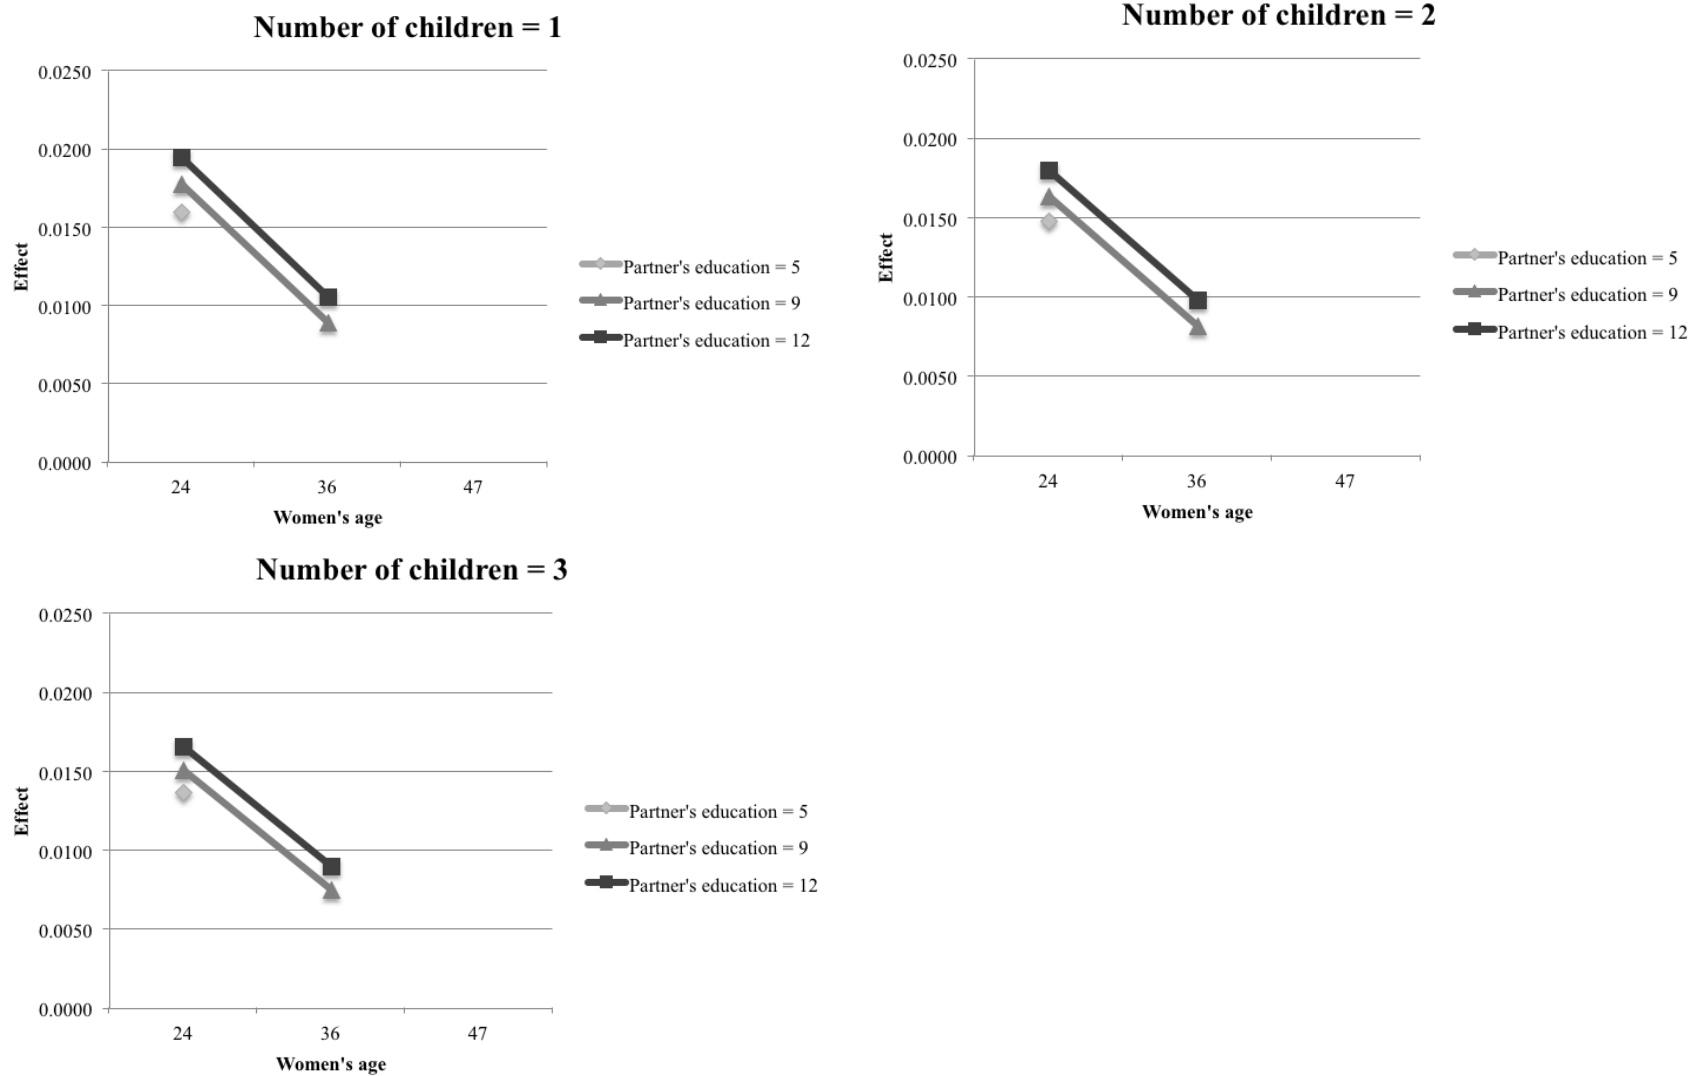 Number of children = 1
0.0250
0.0200
0.0150
0.0100
0.0050
0.0000
Effect
24
36
47
Women's age
Partner's education = 5
Partner's education = 9
Partner's education = 12
Number of children = 2
0.0250
0.0200
0.0150
0.0100
0.0050
0.0000
Effect
24
36
47
Women's age
Partner's education = 5
Partner's education = 9
Partner's education = 12
Number of children = 3
0.0250
0.0200
0.0150
0.0100
0.0050
0.0000
Effect
24
36
47
Women's age
Partner's education = 5
Partner's education = 9
Partner's education = 12